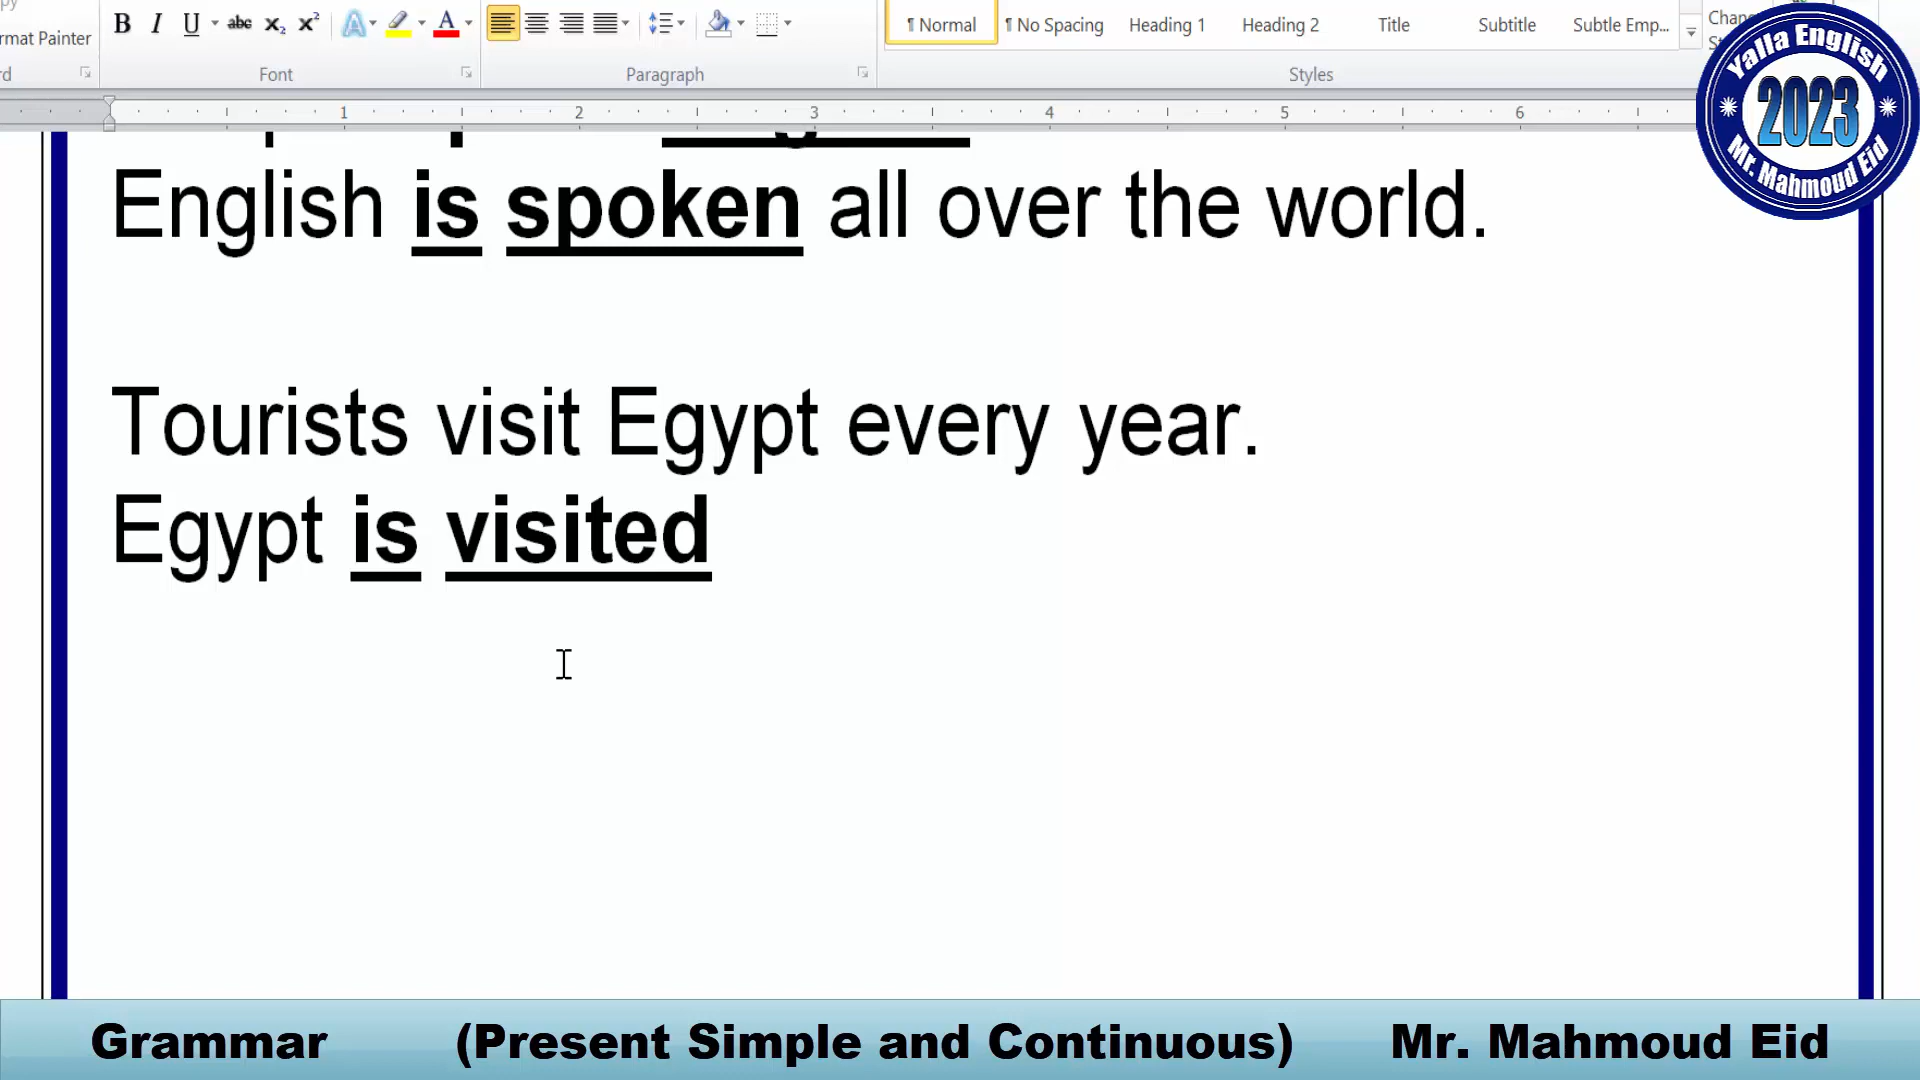 rmat Painter
B I U abc x₂ x² A A
Font
Paragraph
¶ Normal ¶ No Spacing Heading 1 Heading 2 Title Subtitle Subtle Emp...
Styles
1 2 3 4 5 6
Yalla English
2023
Mr. Mahmoud Eid
English is spoken all over the world.
Tourists visit Egypt every year.
Egypt is visited
Grammar (Present Simple and Continuous) Mr. Mahmoud Eid